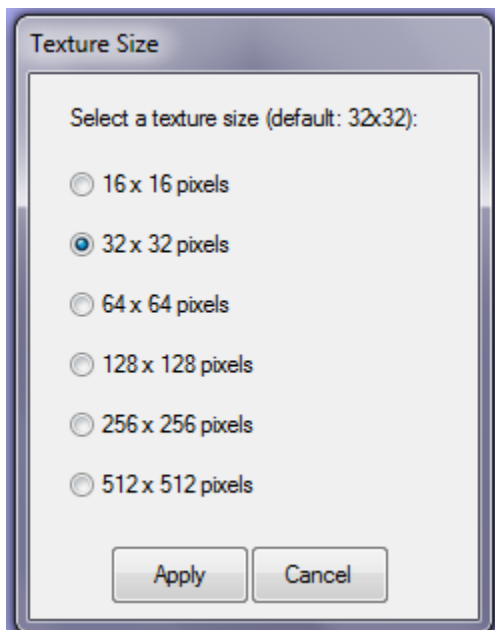 Texture Size
Select a texture size (default: 32x32):
16 x 16 pixels
32 x 32 pixels
64 x 64 pixels
128 x 128 pixels
256 x 256 pixels
512 x 512 pixels
Apply Cancel